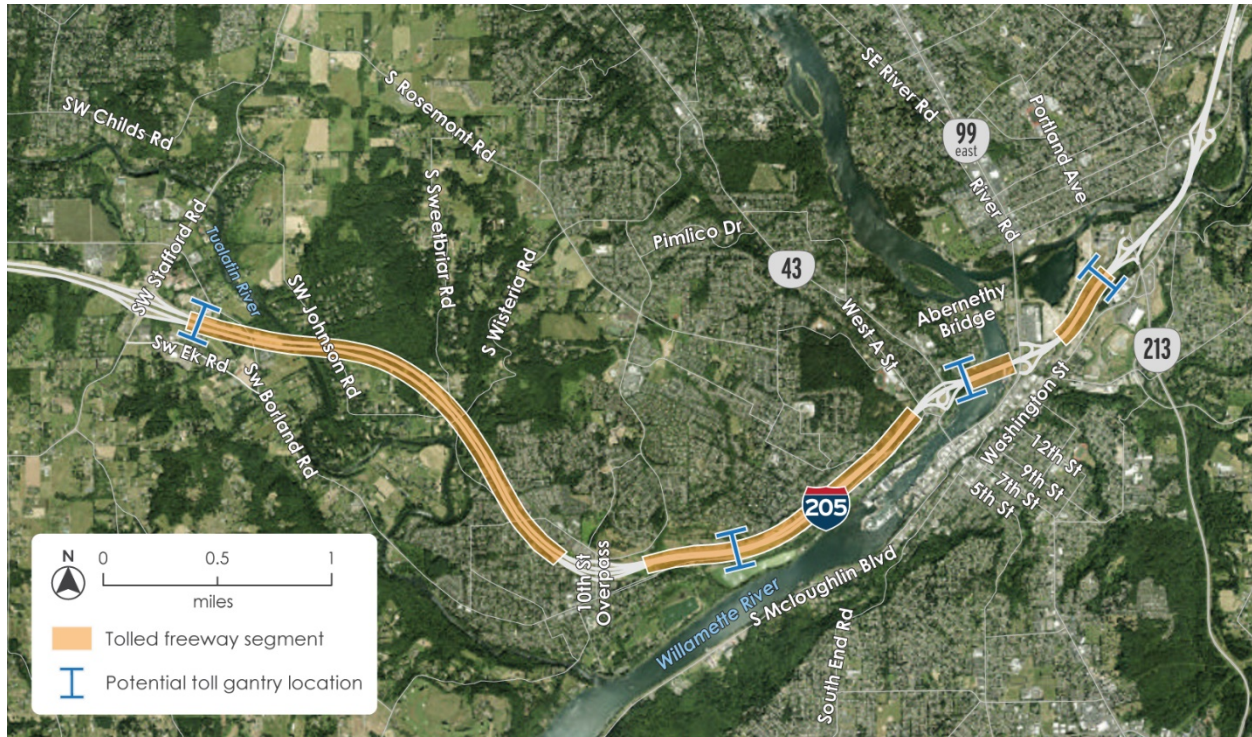 SW Childs Rd
S Rosemont Rd
SE River Rd
Portland Ave
99
east
River Rd
SW Stafford Rd
Tualatin River
S Sweetbriar Rd
Pimlico Dr
43
S Wisteria Rd
SW Johnson Rd
West A St
Abernethy
Bridge
213
Sw Ek Rd
Sw Borland Rd
Washington St
12th St
9th St
7th St
5th St
205
10th St
Overpass
Willamette River
S Mcloughlin Blvd
South End Rd
N
0 0.5 1
miles
Tolled freeway segment
Potential toll gantry location